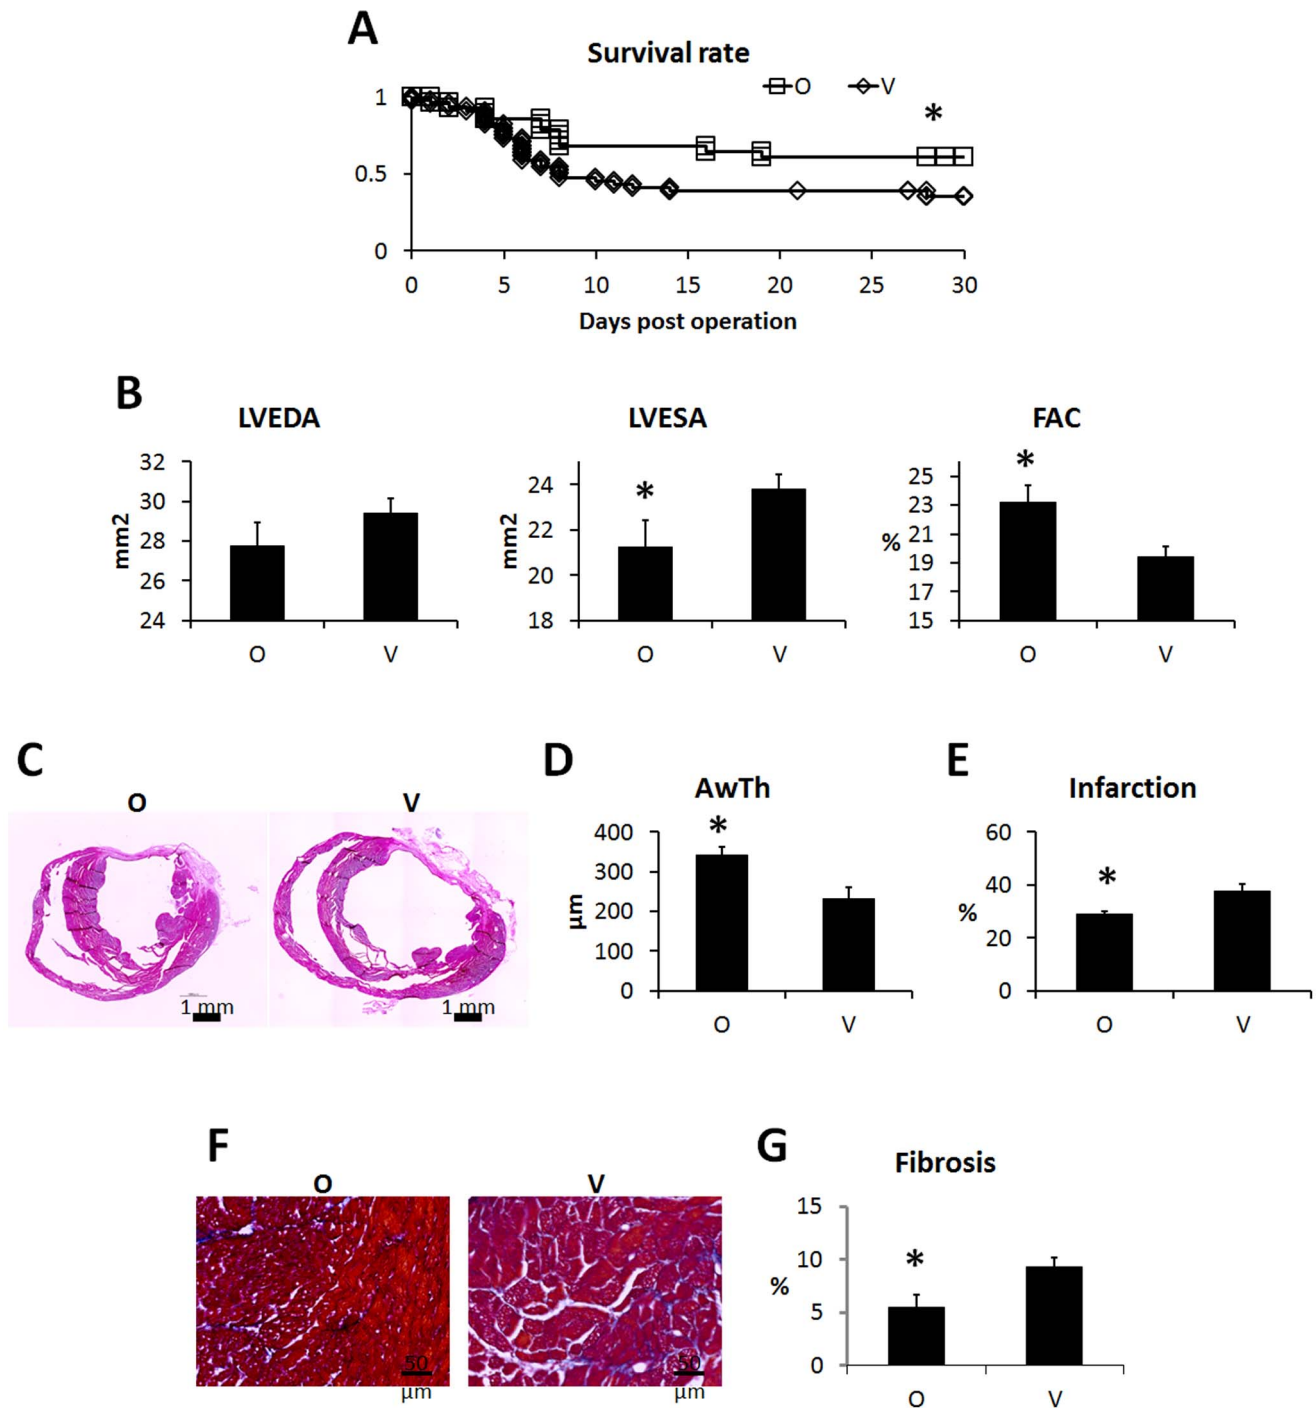 A
Survival rate
O V
*
1
0.5
0
0 5 10 15 20 25 30
Days post operation
B
LVEDA
32
30
28
26
24
mm2
O V
LVESA
24
22
20
18
mm2
*
O V
FAC
25
23
21
19
17
15
%
*
O V
C
O V
1 mm 1 mm
D
AwTh
400
300
200
100
0
µm
*
O V
E
Infarction
60
40
20
0
%
*
O V
F
O V
50 50
µm µm
G
Fibrosis
15
10
5
0
%
*
O V